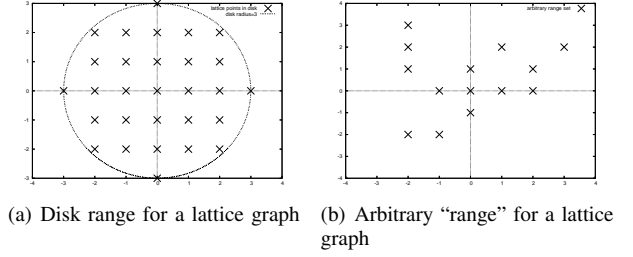 lattice points in disk
disk radius=3
3
2
1
0
-1
-2
-3
-4 -3 -2 -1 0 1 2 3 4
arbitrary range set
4
3
2
1
0
-1
-2
-3
-4
-4 -3 -2 -1 0 1 2 3 4
(a) Disk range for a lattice graph
(b) Arbitrary “range” for a lattice
graph